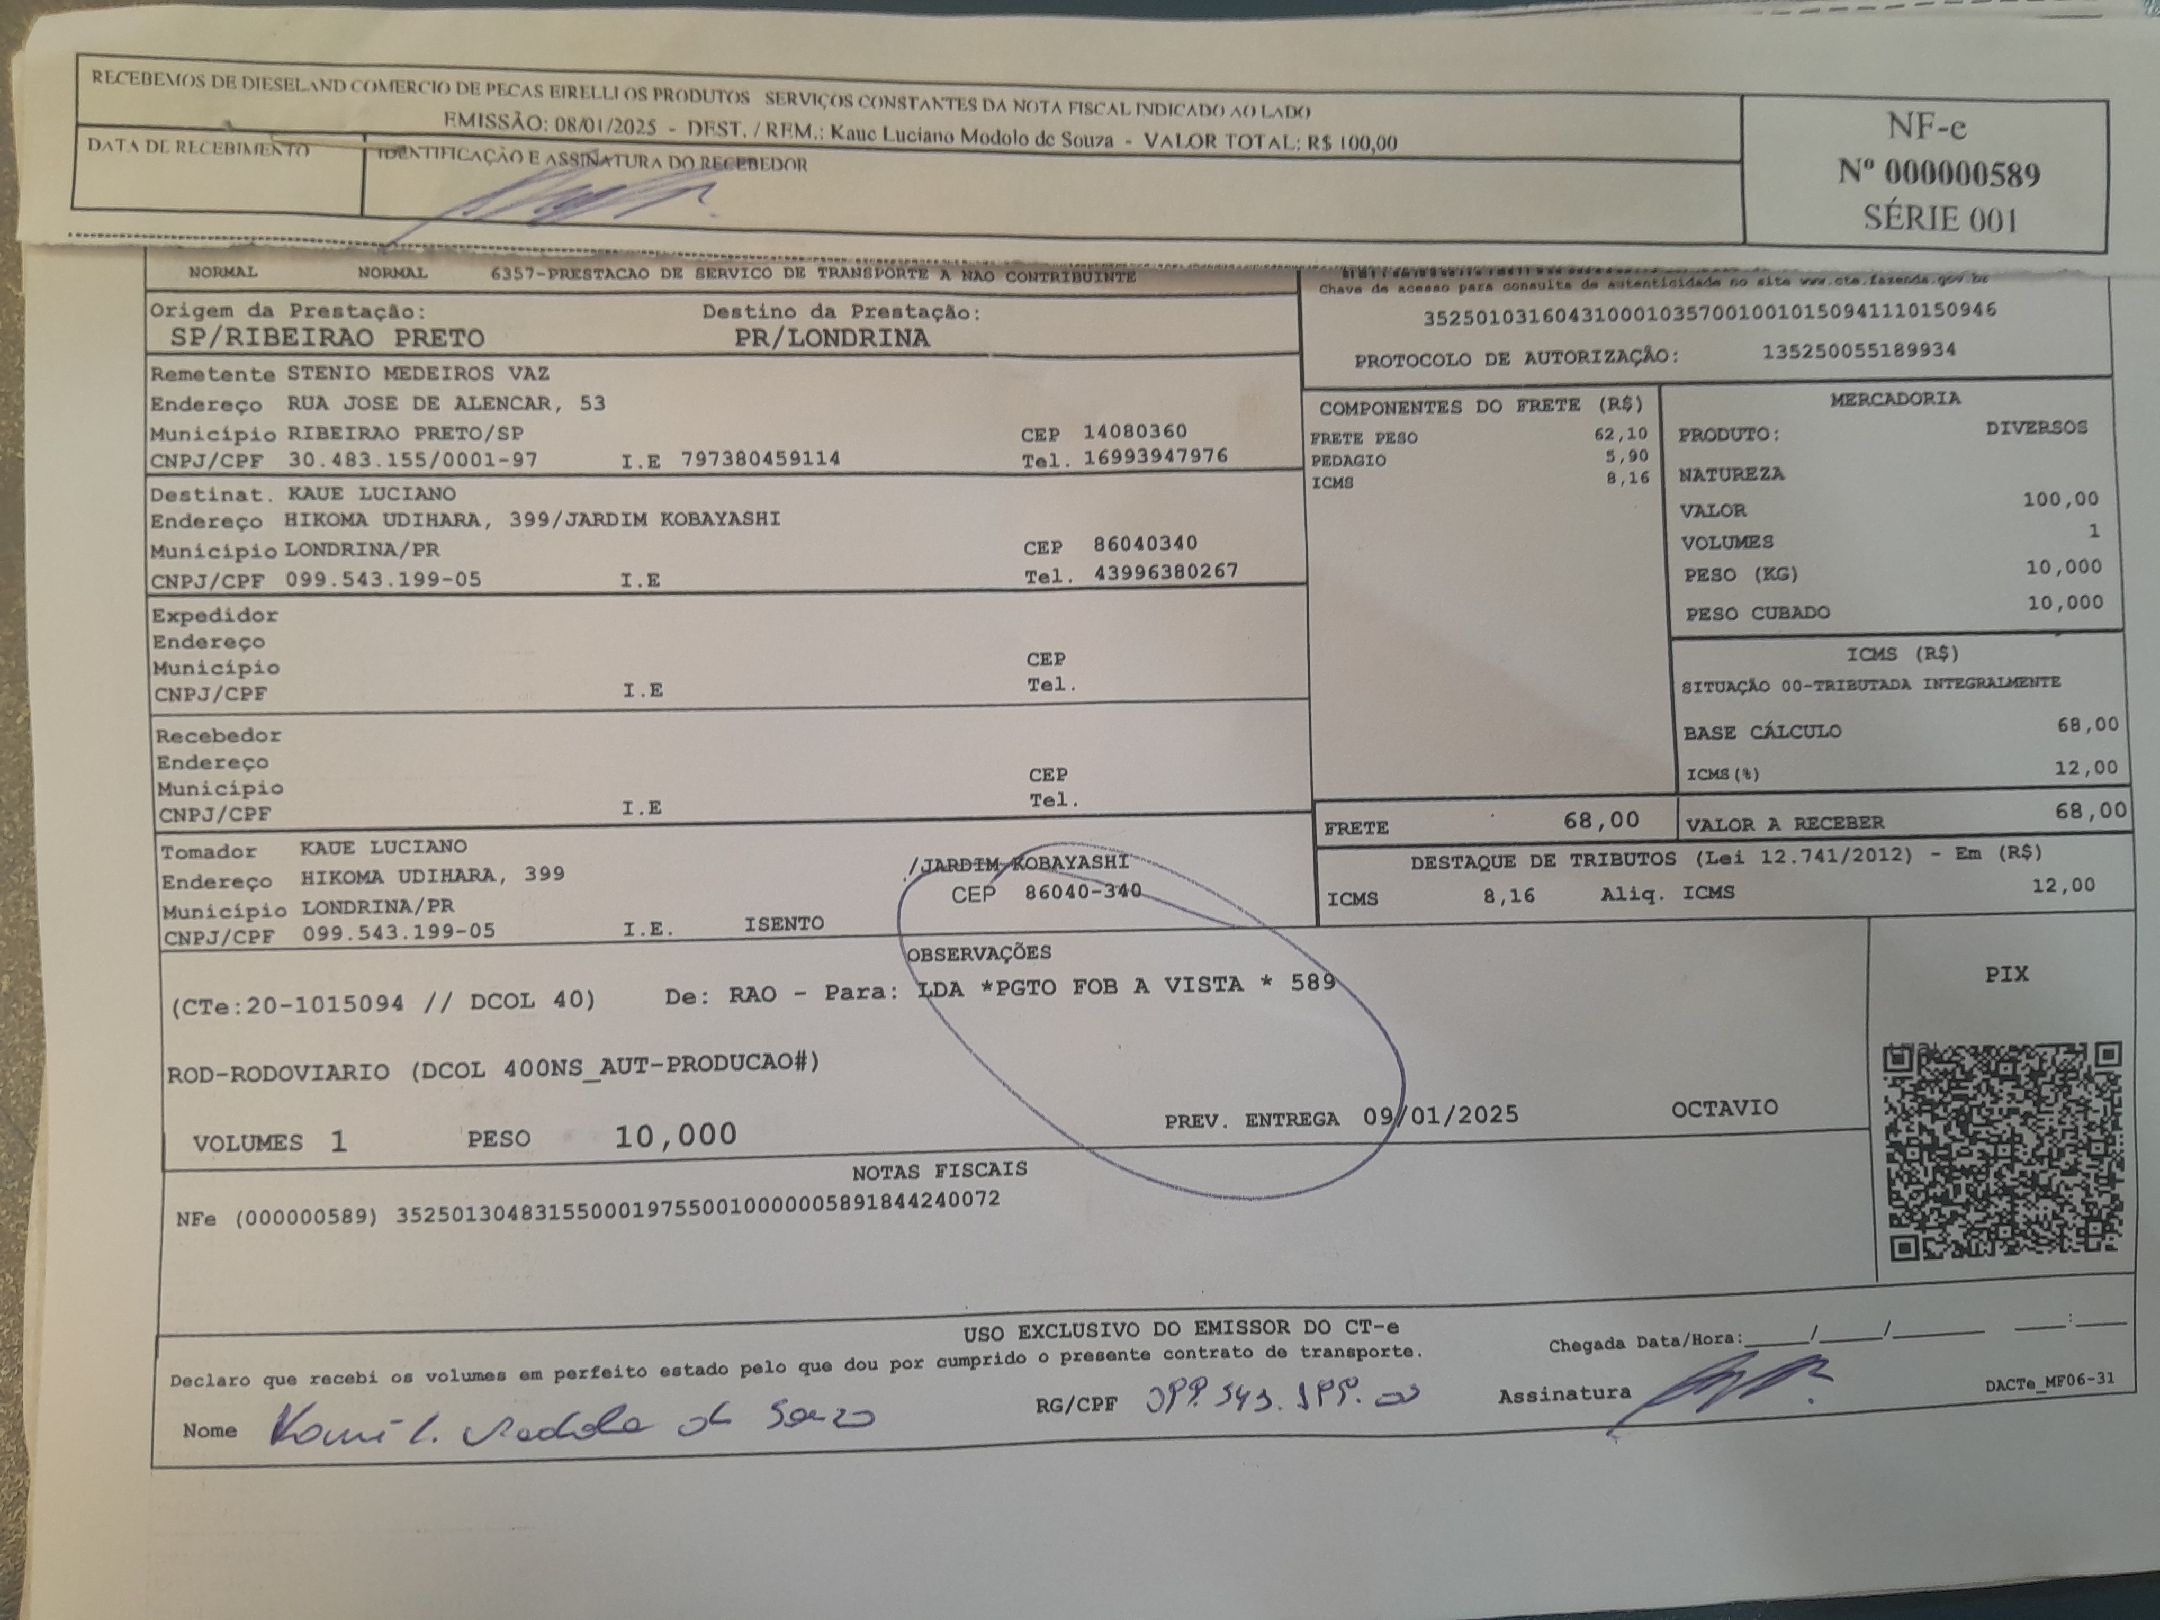 RECEBEMOS DE DIESELAND COMERCIO DE PECAS EIRELLI OS PRODUTOS SERVIÇOS CONSTANTES DA NOTA FISCAL INDICADO AO LADO
EMISSÃO: 08/01/2025 - DEST. / REM.: Kaue Luciano Modolo de Souza - VALOR TOTAL: R$ 100,00
DATA DE RECEBIMENTO
IDENTIFICAÇÃO E ASSINATURA DO RECEBEDOR
NF-e
Nº 000000589
SÉRIE 001
NORMAL NORMAL 6357-PRESTACAO DE SERVICO DE TRANSPORTE A NAO CONTRIBUINTE
Chave de acesso para consulta de autenticidade no site www.cte.fazenda.gov.br
35250103160431000103570010010150941110150946
PROTOCOLO DE AUTORIZAÇÃO: 135250055189934
Origem da Prestação: Destino da Prestação:
SP/RIBEIRAO PRETO PR/LONDRINA
Remetente STENIO MEDEIROS VAZ
Endereço RUA JOSE DE ALENCAR, 53
Município RIBEIRAO PRETO/SP CEP 14080360
CNPJ/CPF 30.483.155/0001-97 I.E 797380459114 Tel. 16993947976
Destinat. KAUE LUCIANO
Endereço HIKOMA UDIHARA, 399/JARDIM KOBAYASHI
Município LONDRINA/PR CEP 86040340
CNPJ/CPF 099.543.199-05 I.E Tel. 43996380267
Expedidor
Endereço
Município CEP
CNPJ/CPF I.E Tel.
Recebedor
Endereço
Município CEP
CNPJ/CPF I.E Tel.
Tomador KAUE LUCIANO
Endereço HIKOMA UDIHARA, 399 /JARDIM KOBAYASHI
Município LONDRINA/PR CEP 86040-340
CNPJ/CPF 099.543.199-05 I.E. ISENTO
COMPONENTES DO FRETE (R$)
FRETE PESO 62,10
PEDAGIO 5,90
ICMS 8,16
MERCADORIA
PRODUTO: DIVERSOS
NATUREZA
VALOR 100,00
VOLUMES 1
PESO (KG) 10,000
PESO CUBADO 10,000
ICMS (R$)
SITUAÇÃO 00-TRIBUTADA INTEGRALMENTE
BASE CÁLCULO 68,00
ICMS(%) 12,00
FRETE 68,00 VALOR A RECEBER 68,00
DESTAQUE DE TRIBUTOS (Lei 12.741/2012) - Em (R$)
ICMS 8,16 Aliq. ICMS 12,00
OBSERVAÇÕES
(CTe:20-1015094 // DCOL 40) De: RAO - Para: LDA *PGTO FOB A VISTA * 589
ROD-RODOVIARIO (DCOL 400NS_AUT-PRODUCAO#)
VOLUMES 1 PESO 10,000 PREV. ENTREGA 09/01/2025 OCTAVIO
PIX
NOTAS FISCAIS
NFe (000000589) 35250130483155000197550010000005891844240072
USO EXCLUSIVO DO EMISSOR DO CT-e
Declaro que recebi os volumes em perfeito estado pelo que dou por cumprido o presente contrato de transporte.
Chegada Data/Hora:_____/_____/_______ ____:____
Nome
RG/CPF
Assinatura
DACTe_MF06-31